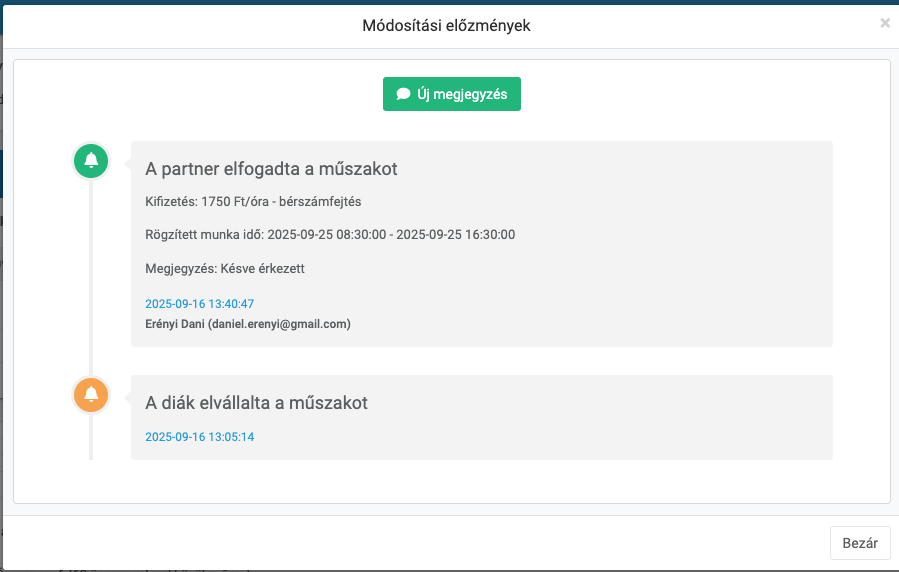 Módosítási előzmények
×
Új megjegyzés
A partner elfogadta a műszakot
Kifizetés: 1750 Ft/óra - bérszámfejtés
Rögzített munka idő: 2025-09-25 08:30:00 - 2025-09-25 16:30:00
Megjegyzés: Késve érkezett
2025-09-16 13:40:47
Erényi Dani (daniel.erenyi@gmail.com)
A diák elvállalta a műszakot
2025-09-16 13:05:14
Bezár